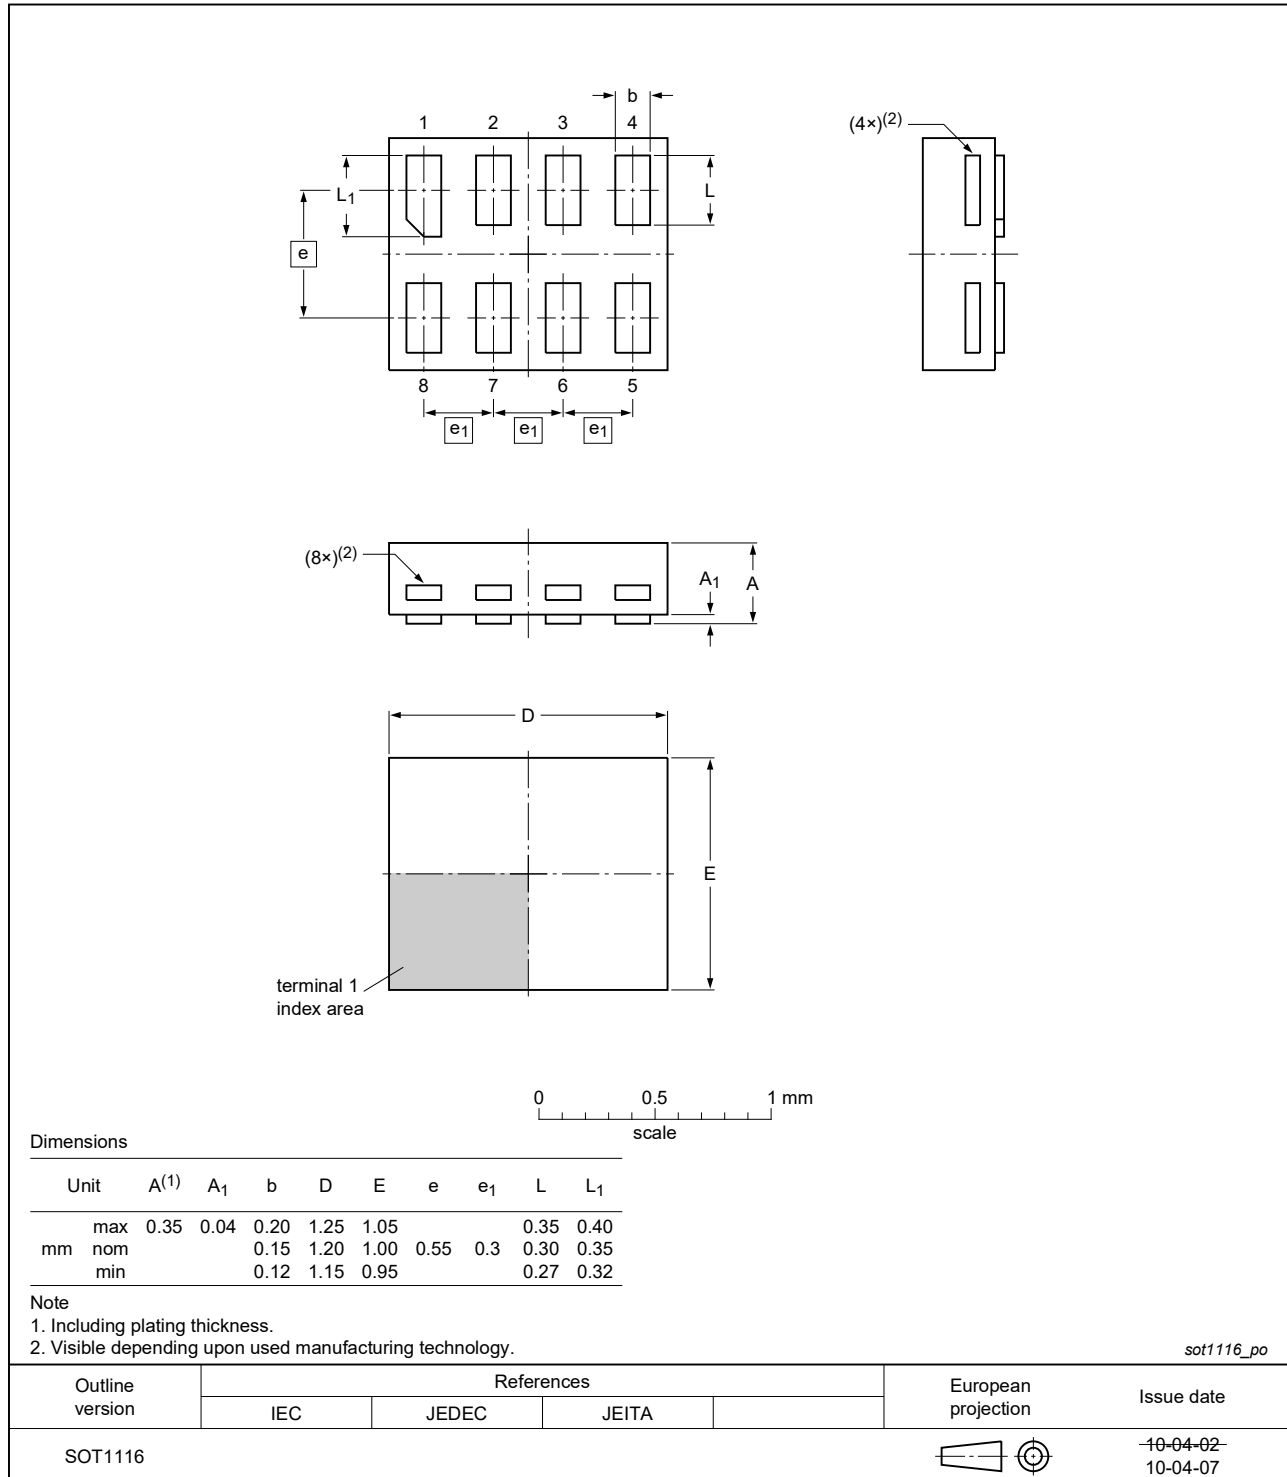 b
1 2 3 4
(4×)(2)
L1
L
e
8 7 6 5
e1 e1 e1
(8×)(2)
A1 A
D
E
terminal 1
index area
0 0.5 1 mm
scale
Dimensions
Unit A(1) A1 b D E e e1 L L1
max 0.35 0.04 0.20 1.25 1.05 0.35 0.40
mm nom 0.15 1.20 1.00 0.55 0.3 0.30 0.35
min 0.12 1.15 0.95 0.27 0.32
Note
1. Including plating thickness.
2. Visible depending upon used manufacturing technology.
sot1116_po
Outline version
References
European projection
Issue date
IEC JEDEC JEITA
SOT1116
10-04-02
10-04-07